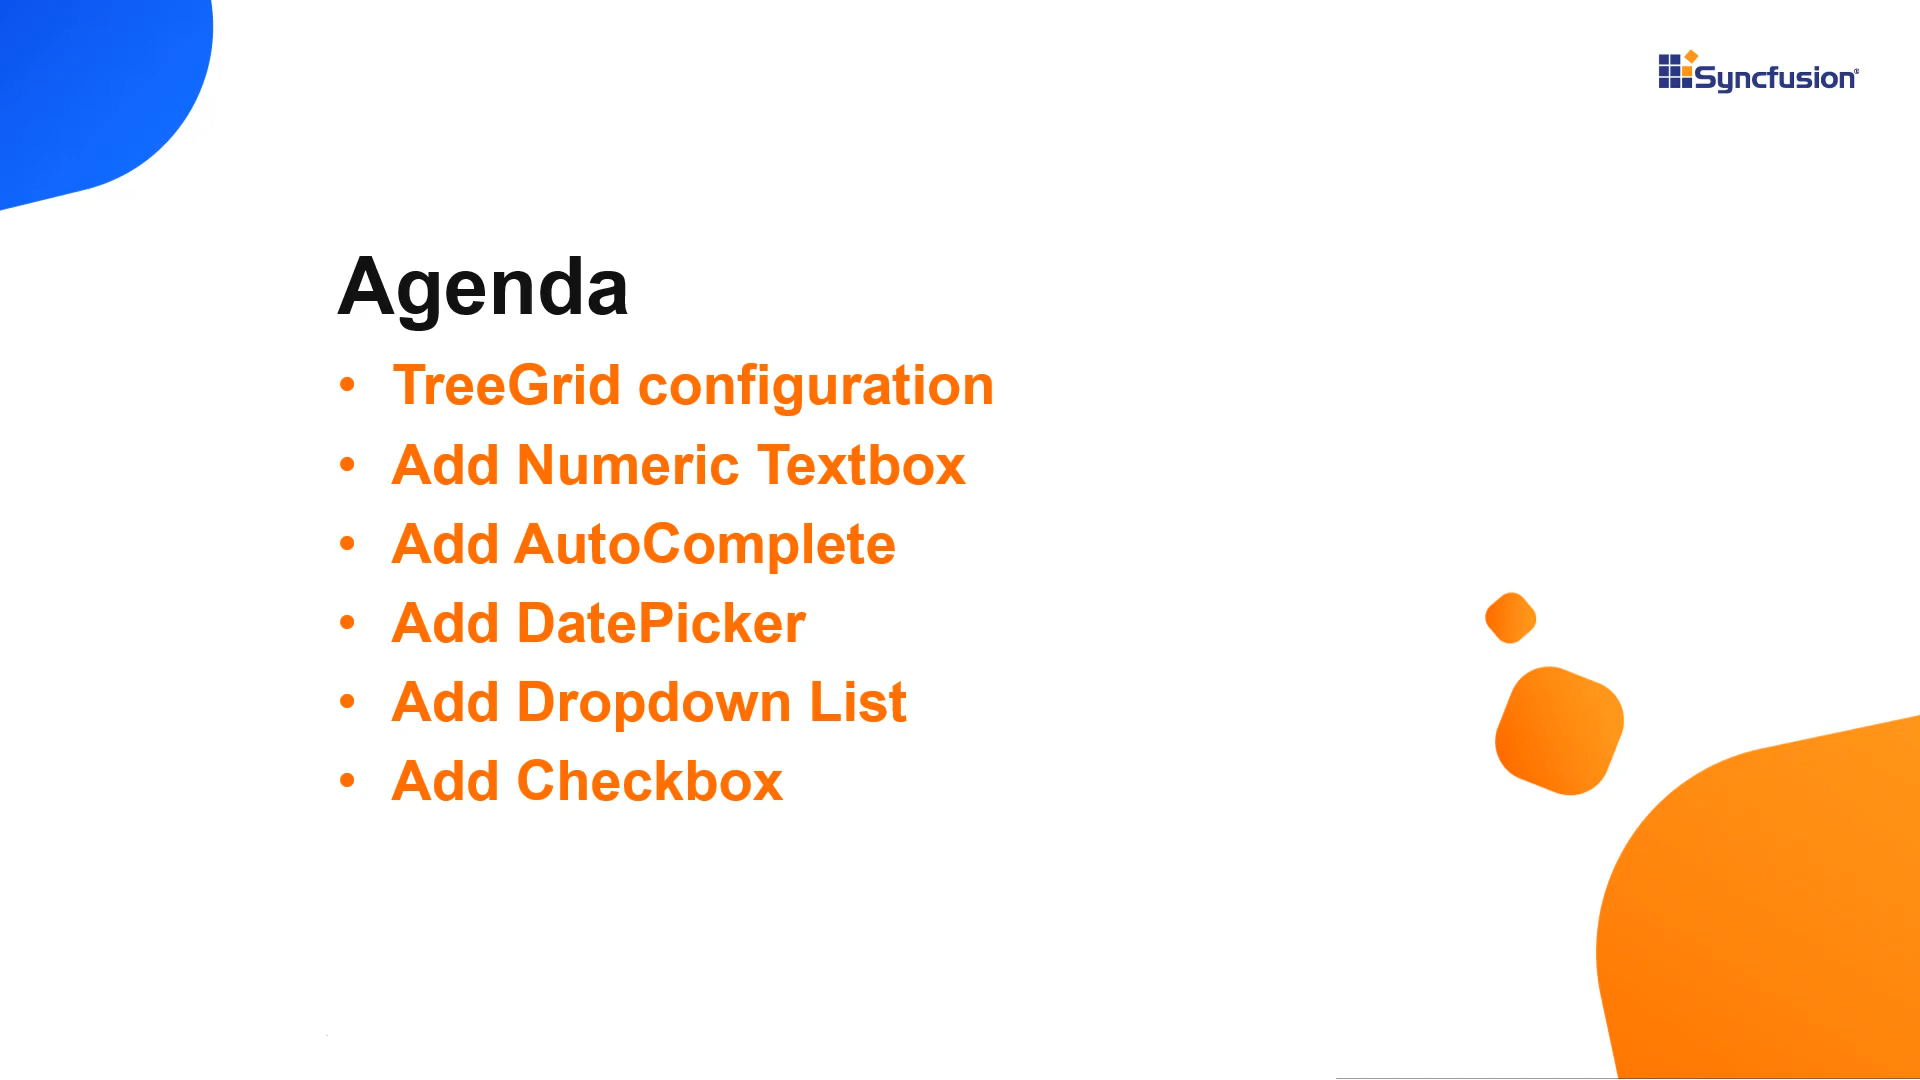 Syncfusion®
Agenda
• TreeGrid configuration
• Add Numeric Textbox
• Add AutoComplete
• Add DatePicker
• Add Dropdown List
• Add Checkbox